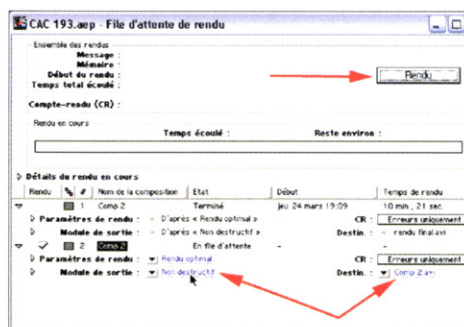 CAC 193.aep - File d'attente de rendu
Ensemble des rendus
Message :
Mémoire :
Début du rendu :
Temps total écoulé :
Rendu
Compte-rendu (CR) :
Rendu en cours
Temps écoulé : Reste environ :
Détails du rendu en cours
Rendu # Nom de la composition Etat Début Temps de rendu
1 Comp 2 Terminé jeu 24 mars 19:09 10 min, 21 sec.
Paramètres de rendu : D'après « Rendu optimal » CR : Erreurs uniquement
Module de sortie : D'après « Non destructif » Destin. : rendu final.avi
2 Comp 2 En file d'attente - -
Paramètres de rendu : Rendu optimal CR : Erreurs uniquement
Module de sortie : Non destructif Destin. : Comp 2.avi